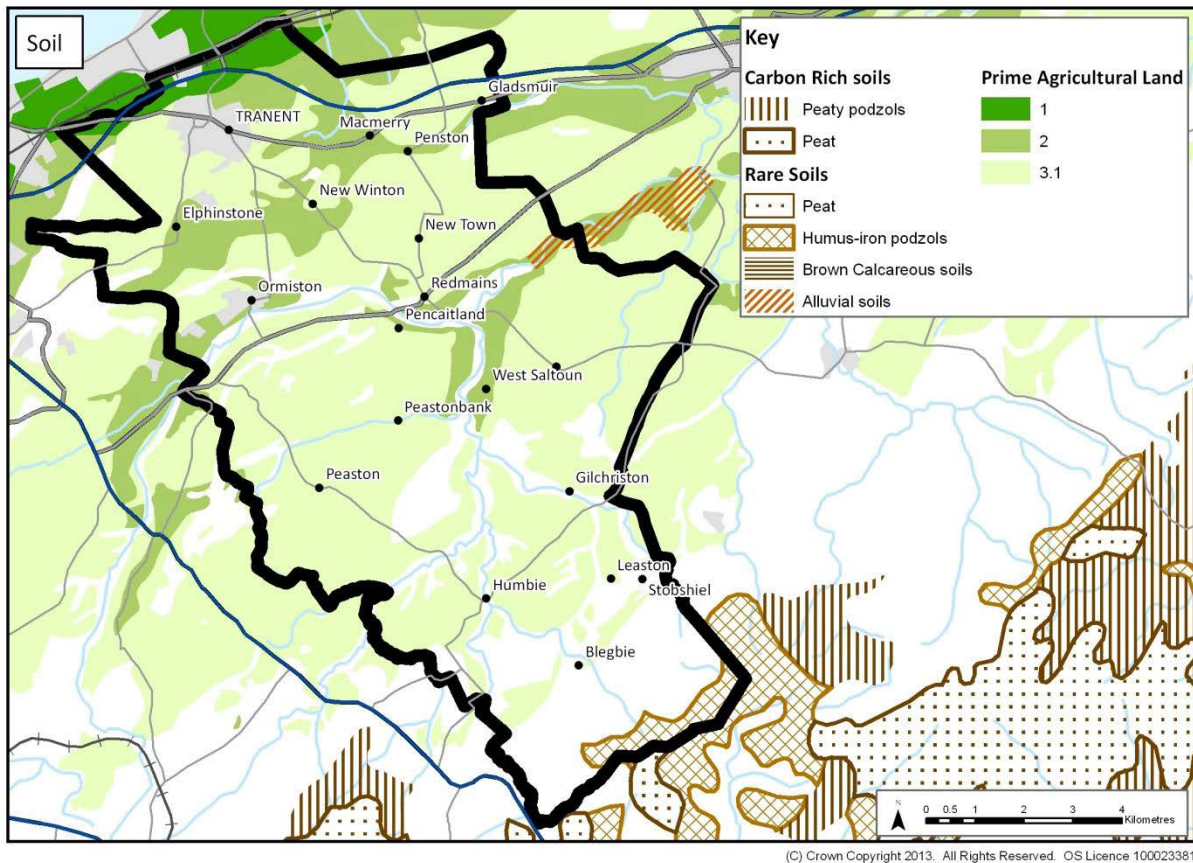 Soil
Key
Carbon Rich soils
Peaty podzols
Peat
Rare Soils
Peat
Humus-iron podzols
Brown Calcareous soils
Alluvial soils
Prime Agricultural Land
1
2
3.1
Gladsmuir
TRANENT
Macmerry
Penston
New Winton
Elphinstone
New Town
Ormiston
Redmains
Pencaitland
West Saltoun
Peastonbank
Peaston
Gilchriston
Leaston
Humbie
Stobshiel
Blegbie
N
0 0.5 1 2 3 4
Kilometres
(C) Crown Copyright 2013. All Rights Reserved. OS Licence 100023381